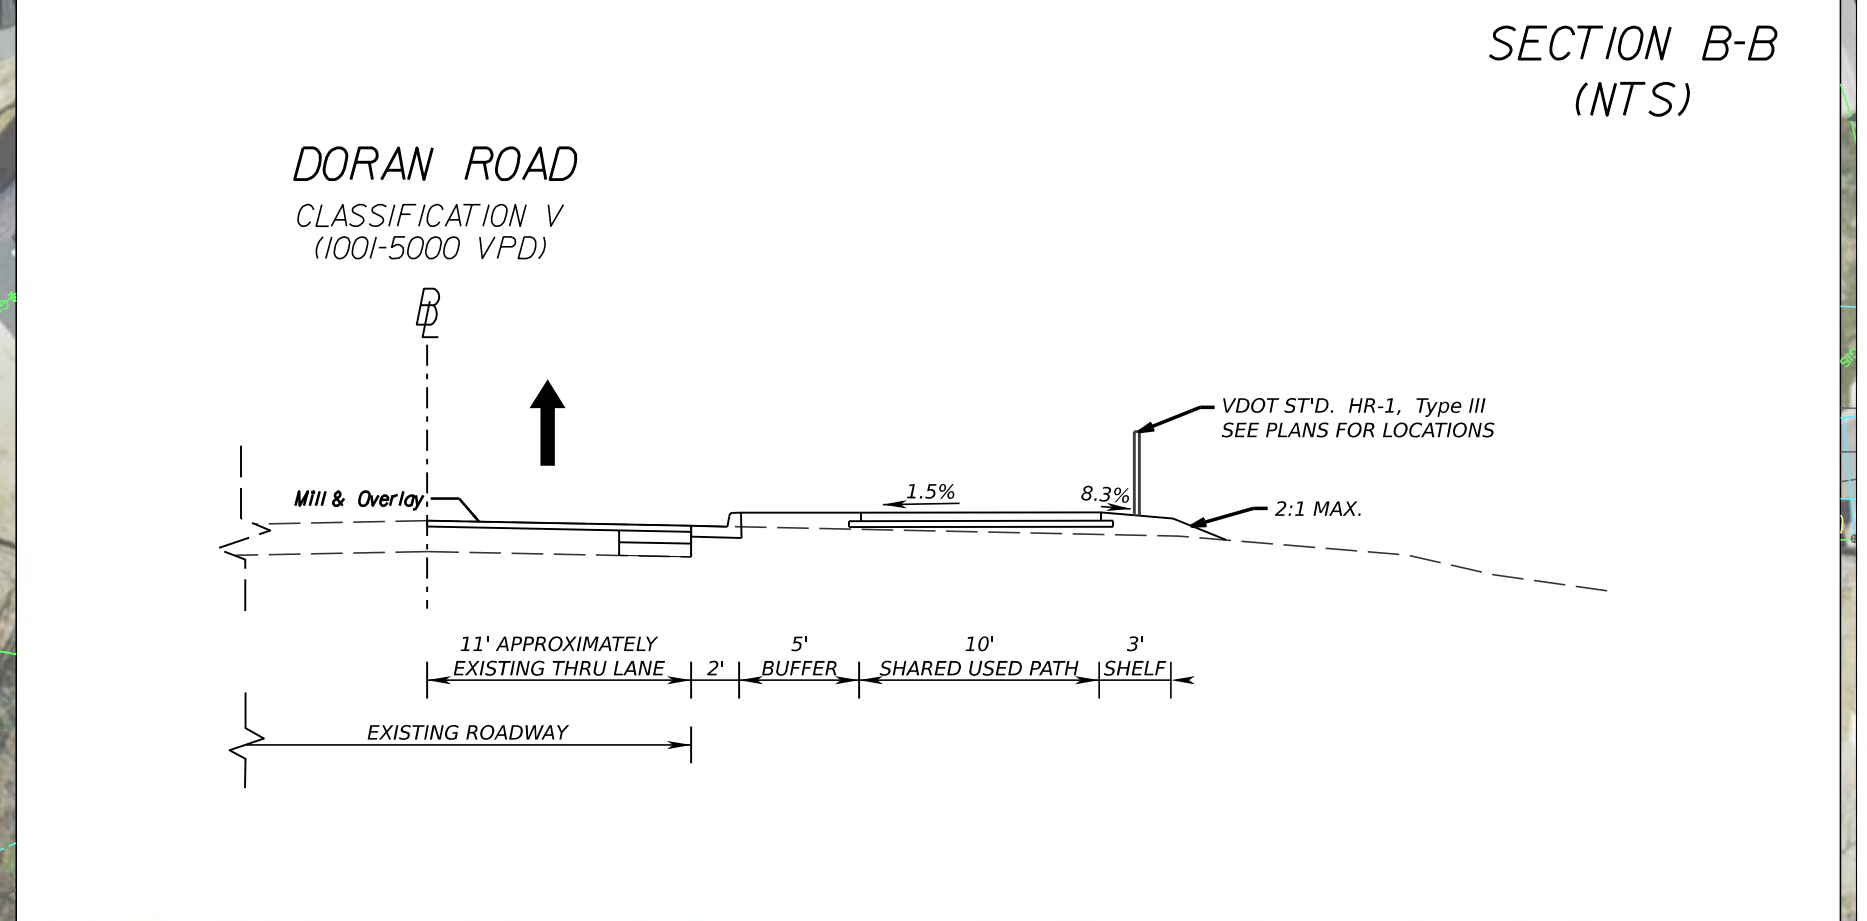 SECTION B-B
(NTS)
DORAN ROAD
CLASSIFICATION V
(1001-5000 VPD)
BL
VDOT ST'D. HR-1, Type III
SEE PLANS FOR LOCATIONS
Mill & Overlay
1.5%
8.3%
2:1 MAX.
11' APPROXIMATELY
EXISTING THRU LANE
2'
5'
BUFFER
10'
SHARED USED PATH
3'
SHELF
EXISTING ROADWAY